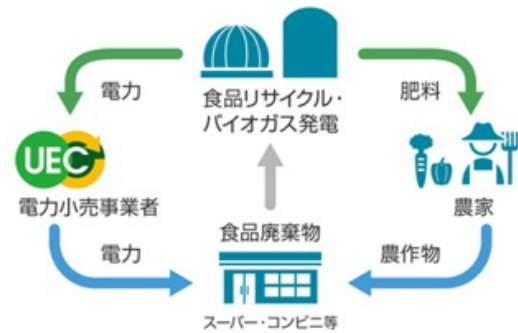 電力
食品リサイクル・
バイオガス発電
肥料
UEC
電力小売事業者
農家
食品廃棄物
電力
農作物
スーパー・コンビニ等